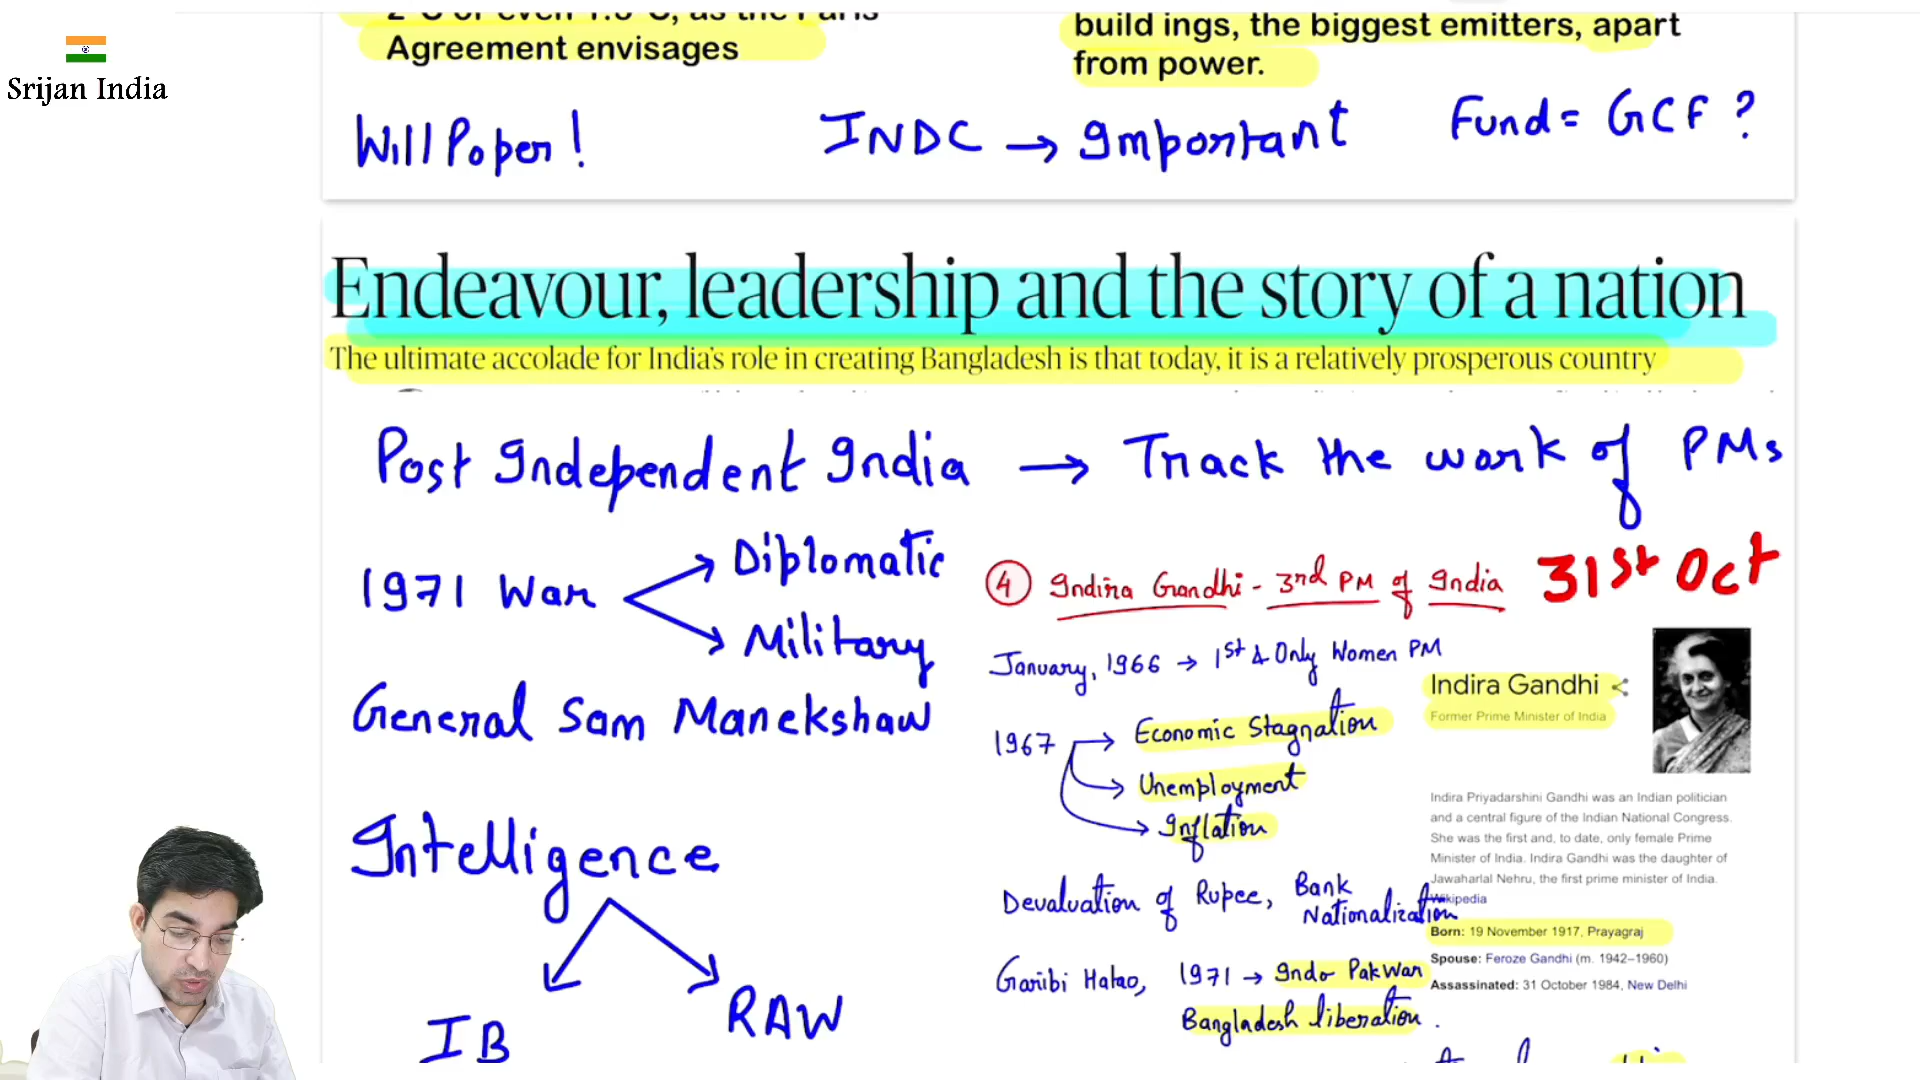 Srijan India
Agreement envisages
build ings, the biggest emitters, apart
from power.
Will Poper!
INDC → Important
Fund = GCF ?
Endeavour, leadership and the story of a nation
The ultimate accolade for India's role in creating Bangladesh is that today, it is a relatively prosperous country
Post Independent India → Track the work of PMs
1971 War
Diplomatic
Military
General Sam Manekshaw
Intelligence
IB
RAW
4 Indira Gandhi - 3rd PM of India
31st Oct
January, 1966 → 1st & Only Women PM
1967 → Economic Stagnation
Unemployment
Inflation
Devaluation of Rupee, Bank
Nationalization
Garibi Hatao, 1971 → Indo Pak War
Bangladesh liberation.
Indira Gandhi
Former Prime Minister of India
Indira Priyadarshini Gandhi was an Indian politician
and a central figure of the Indian National Congress.
She was the first and, to date, only female Prime
Minister of India. Indira Gandhi was the daughter of
Jawaharlal Nehru, the first prime minister of India.
Wikipedia
Born: 19 November 1917, Prayagraj
Spouse: Feroze Gandhi (m. 1942–1960)
Assassinated: 31 October 1984, New Delhi